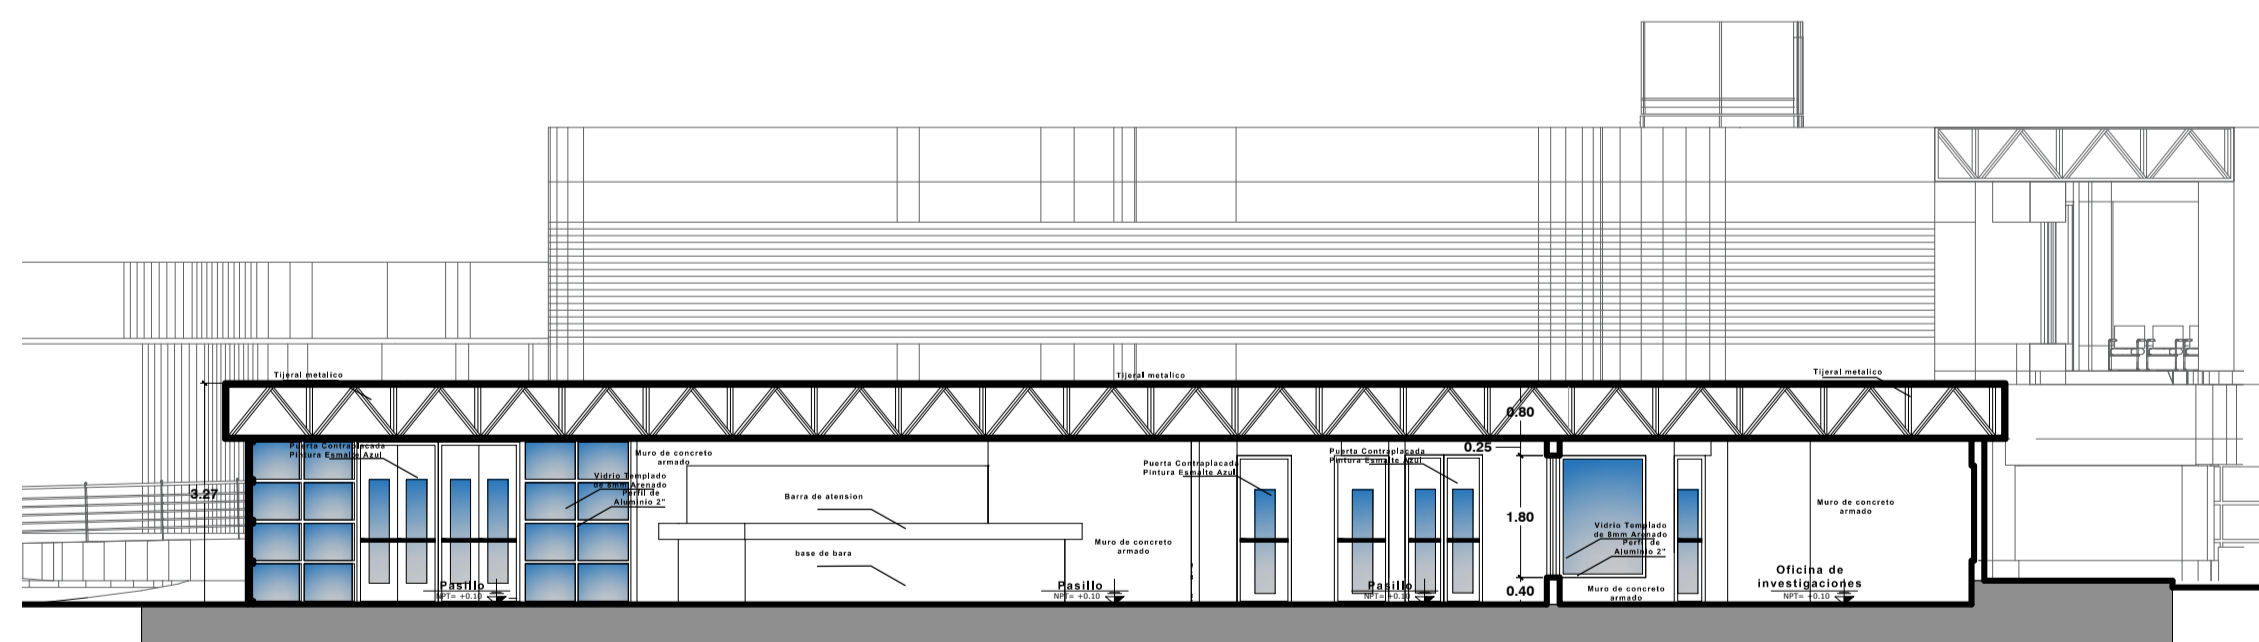 Tijeral metalico
Tijeral metalico
Tijeral metalico
0.80
Puerta Contraplacada
Pintura Esmalte Azul
Muro de concreto
armado
Puerta Contraplacada
Pintura Esmalte Azul
Puerta Contraplacada
Pintura Esmalte Azul
0.25
Vidrio Templado
de 8mm Arenado
Perfil de
Aluminio 2"
3.27
Barra de atension
Muro de concreto
armado
1.80
Vidrio Templado
de 8mm Arenado
Perfil de
Aluminio 2"
Muro de concreto
armado
base de bara
Pasillo
NPT= +0.10
Pasillo
NPT= +0.10
Pasillo
NPT= +0.10
0.40
Muro de concreto
armado
Oficina de
investigaciones
NPT= +0.10